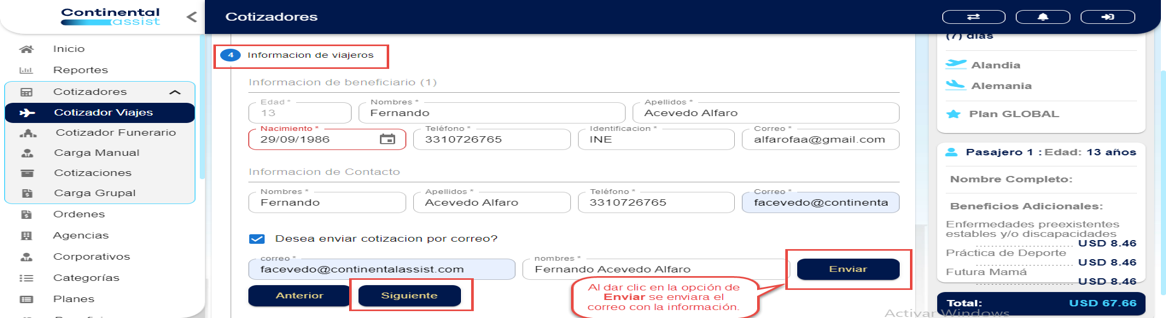 Continental
assist
Cotizadores
Inicio
Reportes
Cotizadores
Cotizador Viajes
Cotizador Funerario
Carga Manual
Cotizaciones
Carga Grupal
Ordenes
Agencias
Corporativos
Categorías
Planes
4 Informacion de viajeros
Informacion de beneficiario (1)
Edad * Nombres * Apellidos *
13 Fernando Acevedo Alfaro
Nacimiento * Teléfono * Identificacion * Correo *
29/09/1986 3310726765 INE alfarofaa@gmail.com
Informacion de Contacto
Nombres * Apellidos * Teléfono * Correo *
Fernando Acevedo Alfaro 3310726765 facevedo@continenta
Desea enviar cotizacion por correo?
correo * nombres *
facevedo@continentalassist.com Fernando Acevedo Alfaro Enviar
Anterior Siguiente
Al dar clic en la opción de
Enviar se enviara el
correo con la información.
(7) dias
Alandia
Alemania
Plan GLOBAL
Pasajero 1 : Edad: 13 años
Nombre Completo:
Beneficios Adicionales:
Enfermedades preexistentes
estables y/o discapacidades
USD 8.46
Práctica de Deporte
USD 8.46
Futura Mamá
USD 8.46
Total: USD 67.66
Activar Windows